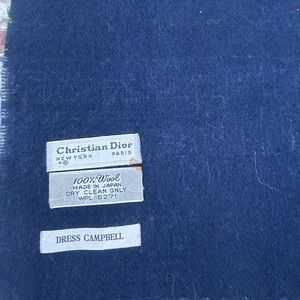 Christian Dior
NEW YORK PARIS
®
100% Wool
MADE IN JAPAN
DRY CLEAN ONLY
WPL 6271
DRESS CAMPBELL